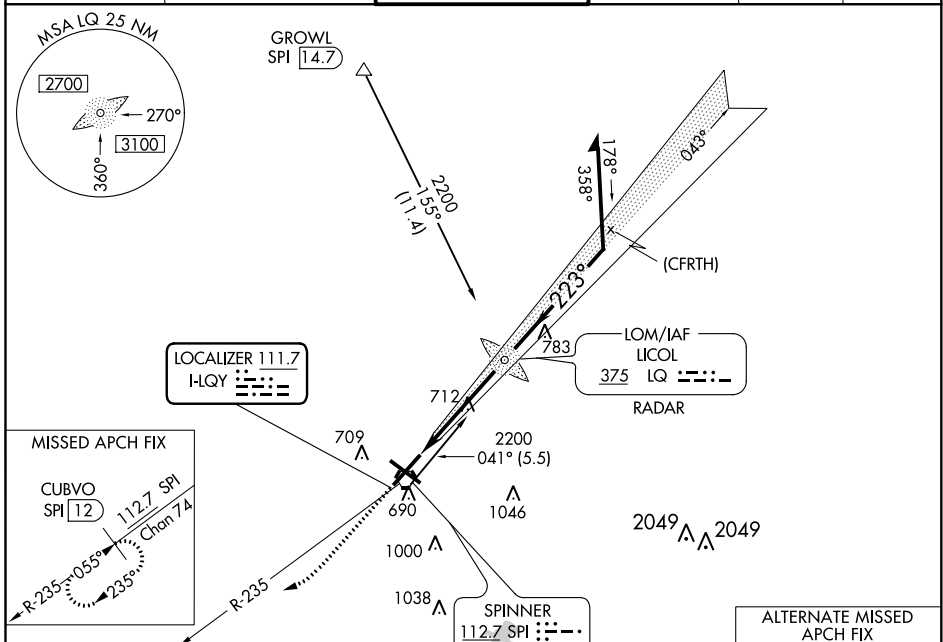 MSA LQ 25 NM
2700
270°
3100
360°
GROWL
SPI 14.7
2200
155°
(11.4)
178°
358°
043°
(CFRTH)
223°
783
LOM/IAF
LICOL
375 LQ
RADAR
LOCALIZER 111.7
I-LQY
712
709
2200
041° (5.5)
690
1046
2049
2049
1000
1038
R-235
MISSED APCH FIX
CUBVO
SPI 12
112.7 SPI
Chan 74
R-235
055°
235°
SPINNER
112.7 SPI
ALTERNATE MISSED
APCH FIX